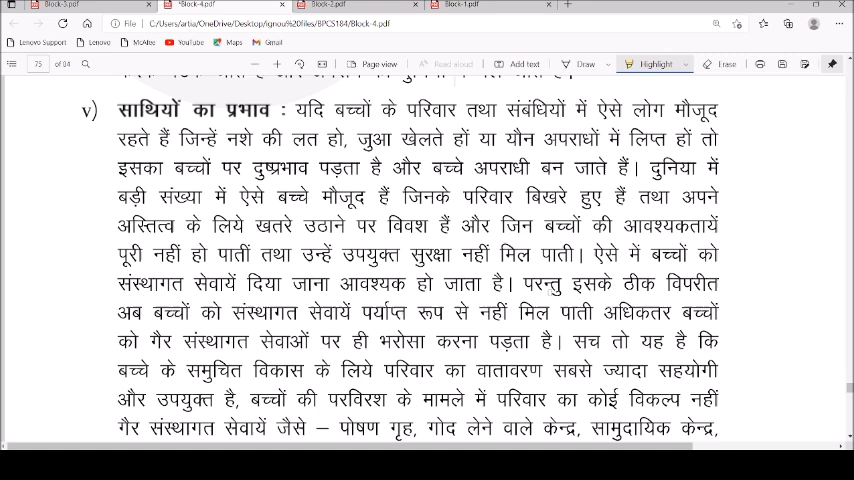 Block-3.pdf
*Block-4.pdf
Block-2.pdf
Block-1.pdf
File | C:/Users/artia/OneDrive/Desktop/ignou%20files/BPCS184/Block-4.pdf
Lenovo Support
Lenovo
McAfee
YouTube
Maps
Gmail
75 of 84
Page view
Read aloud
Add text
Draw
Highlight
Erase
v) साथियों का प्रभाव : यदि बच्चों के परिवार तथा संबंधियों में ऐसे लोग मौजूद
रहते हैं जिन्हें नशे की लत हो, जुआ खेलते हों या यौन अपराधों में लिप्त हों तो
इसका बच्चों पर दुष्प्रभाव पड़ता है और बच्चे अपराधी बन जाते हैं। दुनिया में
बड़ी संख्या में ऐसे बच्चे मौजूद हैं जिनके परिवार बिखरे हुए हैं तथा अपने
अस्तित्व के लिये खतरे उठाने पर विवश हैं और जिन बच्चों की आवश्यकतायें
पूरी नहीं हो पातीं तथा उन्हें उपयुक्त सुरक्षा नहीं मिल पाती। ऐसे में बच्चों को
संस्थागत सेवायें दिया जाना आवश्यक हो जाता है। परन्तु इसके ठीक विपरीत
अब बच्चों को संस्थागत सेवायें पर्याप्त रूप से नहीं मिल पाती अधिकतर बच्चों
को गैर संस्थागत सेवाओं पर ही भरोसा करना पड़ता है। सच तो यह है कि
बच्चे के समुचित विकास के लिये परिवार का वातावरण सबसे ज्यादा सहयोगी
और उपयुक्त है, बच्चों की परविरश के मामले में परिवार का कोई विकल्प नहीं
गैर संस्थागत सेवायें जैसे – पोषण गृह, गोद लेने वाले केन्द्र, सामुदायिक केन्द्र,